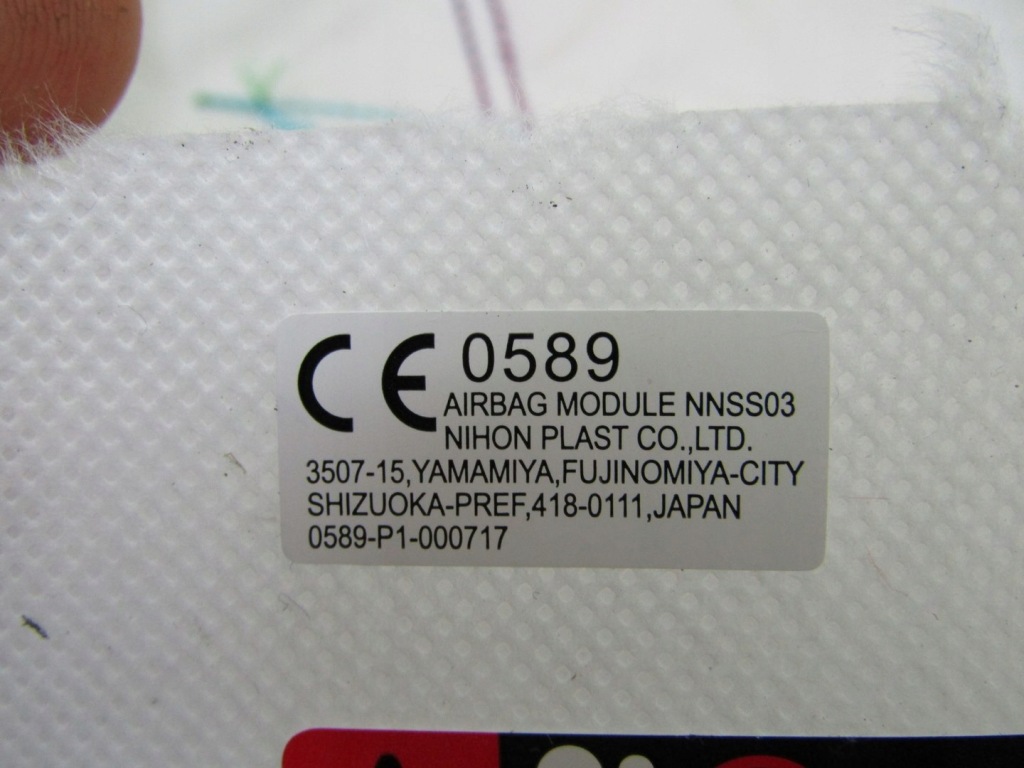 CE 0589
AIRBAG MODULE NNSS03
NIHON PLAST CO.,LTD.
3507-15,YAMAMIYA,FUJINOMIYA-CITY
SHIZUOKA-PREF,418-0111,JAPAN
0589-P1-000717